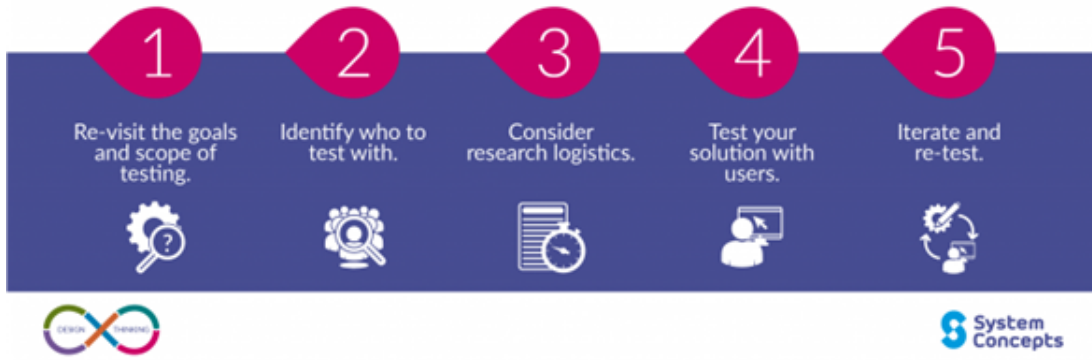 1
2
3
4
5
Re-visit the goals
and scope of
testing.
Identify who to
test with.
Consider
research logistics.
Test your
solution with
users.
Iterate and
re-test.
?
DESIGN THINKING
System
Concepts